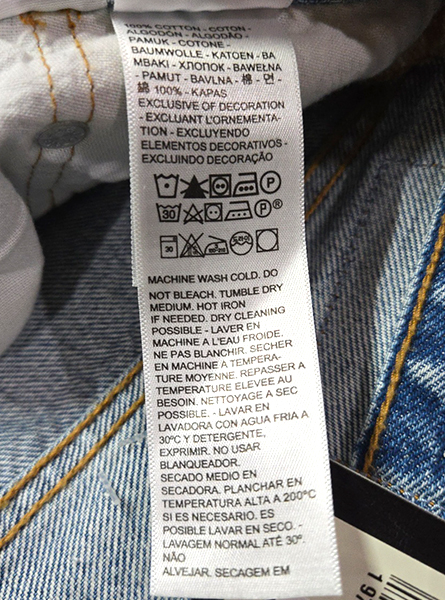 100% COTTON - COTON -
ALGODÓN - ALGODÃO -
PAMUK - COTONE -
BAUMWOLLE - KATOEN - BA
MBAKI - ХЛОПОК - BAWEŁNA
- PAMUT - BAVLNA - 棉 - 면 -
綿 100% - KAPAS
EXCLUSIVE OF DECORATION
- EXCLUANT L'ORNEMENTA-
TION - EXCLUYENDO
ELEMENTOS DECORATIVOS -
EXCLUINDO DECORAÇÃO
P
30 P®
30
MACHINE WASH COLD. DO
NOT BLEACH. TUMBLE DRY
MEDIUM. HOT IRON
IF NEEDED. DRY CLEANING
POSSIBLE - LAVER EN
MACHINE A L'EAU FROIDE.
NE PAS BLANCHIR. SECHER
EN MACHINE A TEMPERA-
TURE MOYENNE. REPASSER A
TEMPERATURE ELEVEE AU
BESOIN. NETTOYAGE A SEC
POSSIBLE. - LAVAR EN
LAVADORA CON AGUA FRIA A
30ºC Y DETERGENTE,
EXPRIMIR. NO USAR
BLANQUEADOR.
SECADO MEDIO EN
SECADORA. PLANCHAR EN
TEMPERATURA ALTA A 200ºC
SI ES NECESARIO. ES
POSIBLE LAVAR EN SECO. -
LAVAGEM NORMAL ATÉ 30º.
NÃO
ALVEJAR. SECAGEM EM